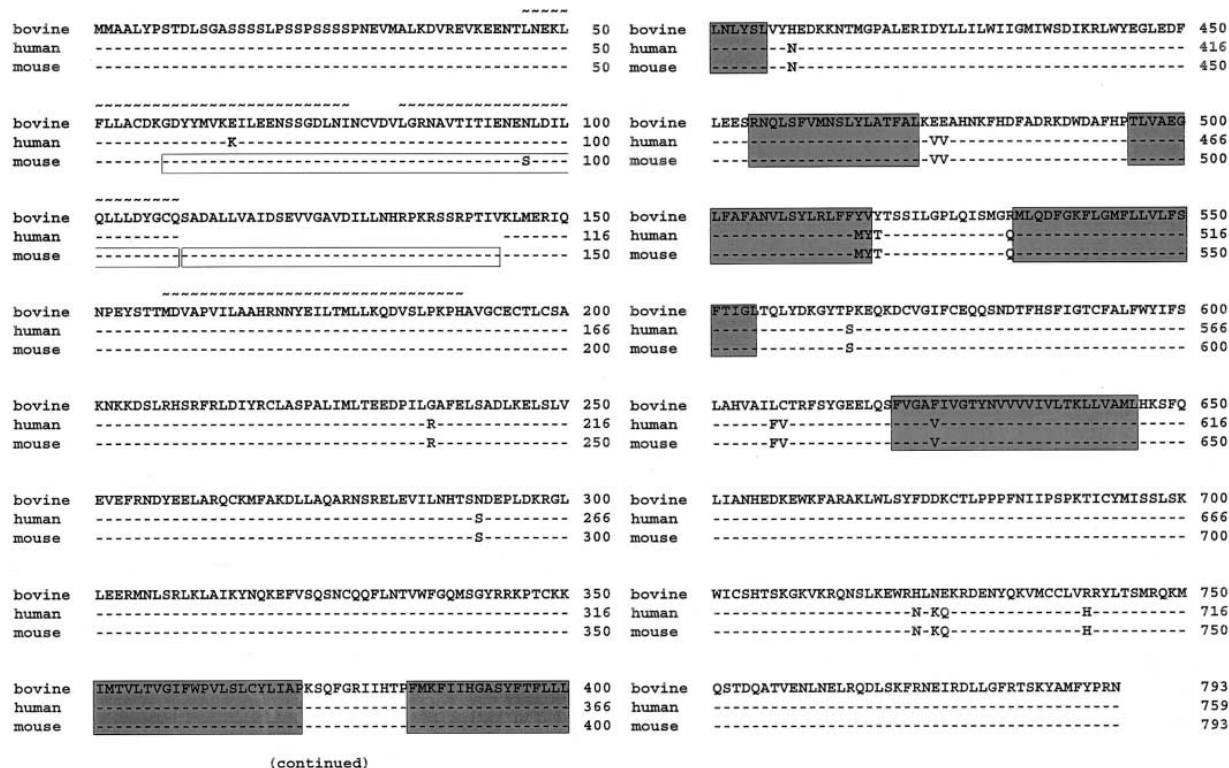 ~~~~~
bovine MMAALYPSTDLSGASSSSLPSSPSSSSPNEVMALKDVREVKEENTLNEKL 50
human -------------------------------------------------- 50
mouse -------------------------------------------------- 50
~~~~~~~~~~~~~~~~~~~~~~~~~~~ ~~~~~~~~~~~~~~~~~~
bovine FLLACDKGDYYMVKEILEENSSGDLNINCVDVLGRNAVTITIENENLDIL 100
human --------------K----------------------------------- 100
mouse ---------------------------------------------S---- 100
~~~~~~~~~
bovine QLLLDYGCQSADALLVAIDSEVVGAVDILLNHRPKRSSRPTIVKLMERIQ 150
human --------- ------- 116
mouse -------------------------------------------------- 150
~~~~~~~~~~~~~~~~~~~~~~~~~~~~~~~~
bovine NPEYSTTMDVAPVILAAHRNNYEILTMLLKQDVSLPKPHAVGCECTLCSA 200
human -------------------------------------------------- 166
mouse -------------------------------------------------- 200
bovine KNKKDSLRHSRFRLDIYRCLASPALIMLTEEDPILGAFELSADLKELSLV 250
human -----------------------------------R-------------- 216
mouse -----------------------------------R-------------- 250
bovine EVEFRNDYEELARQCKMFAKDLLAQARNSRELEVILNHTSNDEPLDKRGL 300
human ----------------------------------------S--------- 266
mouse ----------------------------------------S--------- 300
bovine LEERMNLSRLKLAIKYNQKEFVSQSNCQQFLNTVWFGQMSGYRRKPTCKK 350
human -------------------------------------------------- 316
mouse -------------------------------------------------- 350
bovine IMTVLTVGIFWPVLSLCYLIAPKSQFGRIIHTPFMKFIIHGASYFTFLLL 400
human -------------------------------------------------- 366
mouse -------------------------------------------------- 400
(continued)
bovine LNLYSLVYHEDKKNTMGPALERIDYLLILWIIGMIWSDIKRLWYEGLEDF 450
human --------N----------------------------------------- 416
mouse --------N----------------------------------------- 450
bovine LEESRNQLSFVMNSLYLATFALKEEAHNKFHDFADRKDWDAFHPTLVAEG 500
human -----------------------VV------------------------- 466
mouse -----------------------VV------------------------- 500
bovine LFAFANVLSYLRLFFYVYTSSILGPLQISMGRMLQDFGKFLGMFLLVLFS 550
human ---------------MYT-------------Q------------------ 516
mouse ---------------MYT-------------Q------------------ 550
bovine FTIGLTQLYDKGYTPKEQKDCVGIFCEQQSNDTFHSFIGTCFALFWYIFS 600
human --------------S----------------------------------- 566
mouse --------------S----------------------------------- 600
bovine LAHVAILCTRFSYGEELQSFVGAFIVGTYNVVVVIVLTKLLVAMLHKSFQ 650
human ------FV---------------V-------------------------- 616
mouse ------FV---------------V-------------------------- 650
bovine LIANHEDKEWKFARAKLWLSYFDDKCTLPPPFNIIPSPKTICYMISSLSK 700
human -------------------------------------------------- 666
mouse -------------------------------------------------- 700
bovine WICSHTSKGKVKRQNSLKEWRHLNEKRDENYQKVMCCLVRRYLTSMRQKM 750
human ---------------------N-KQ--------------H---------- 716
mouse ---------------------N-KQ--------------H---------- 750
bovine QSTDQATVENLNELRQDLSKFRNEIRDLLGFRTSKYAMFYPRN 793
human ------------------------------------------- 759
mouse ------------------------------------------- 793